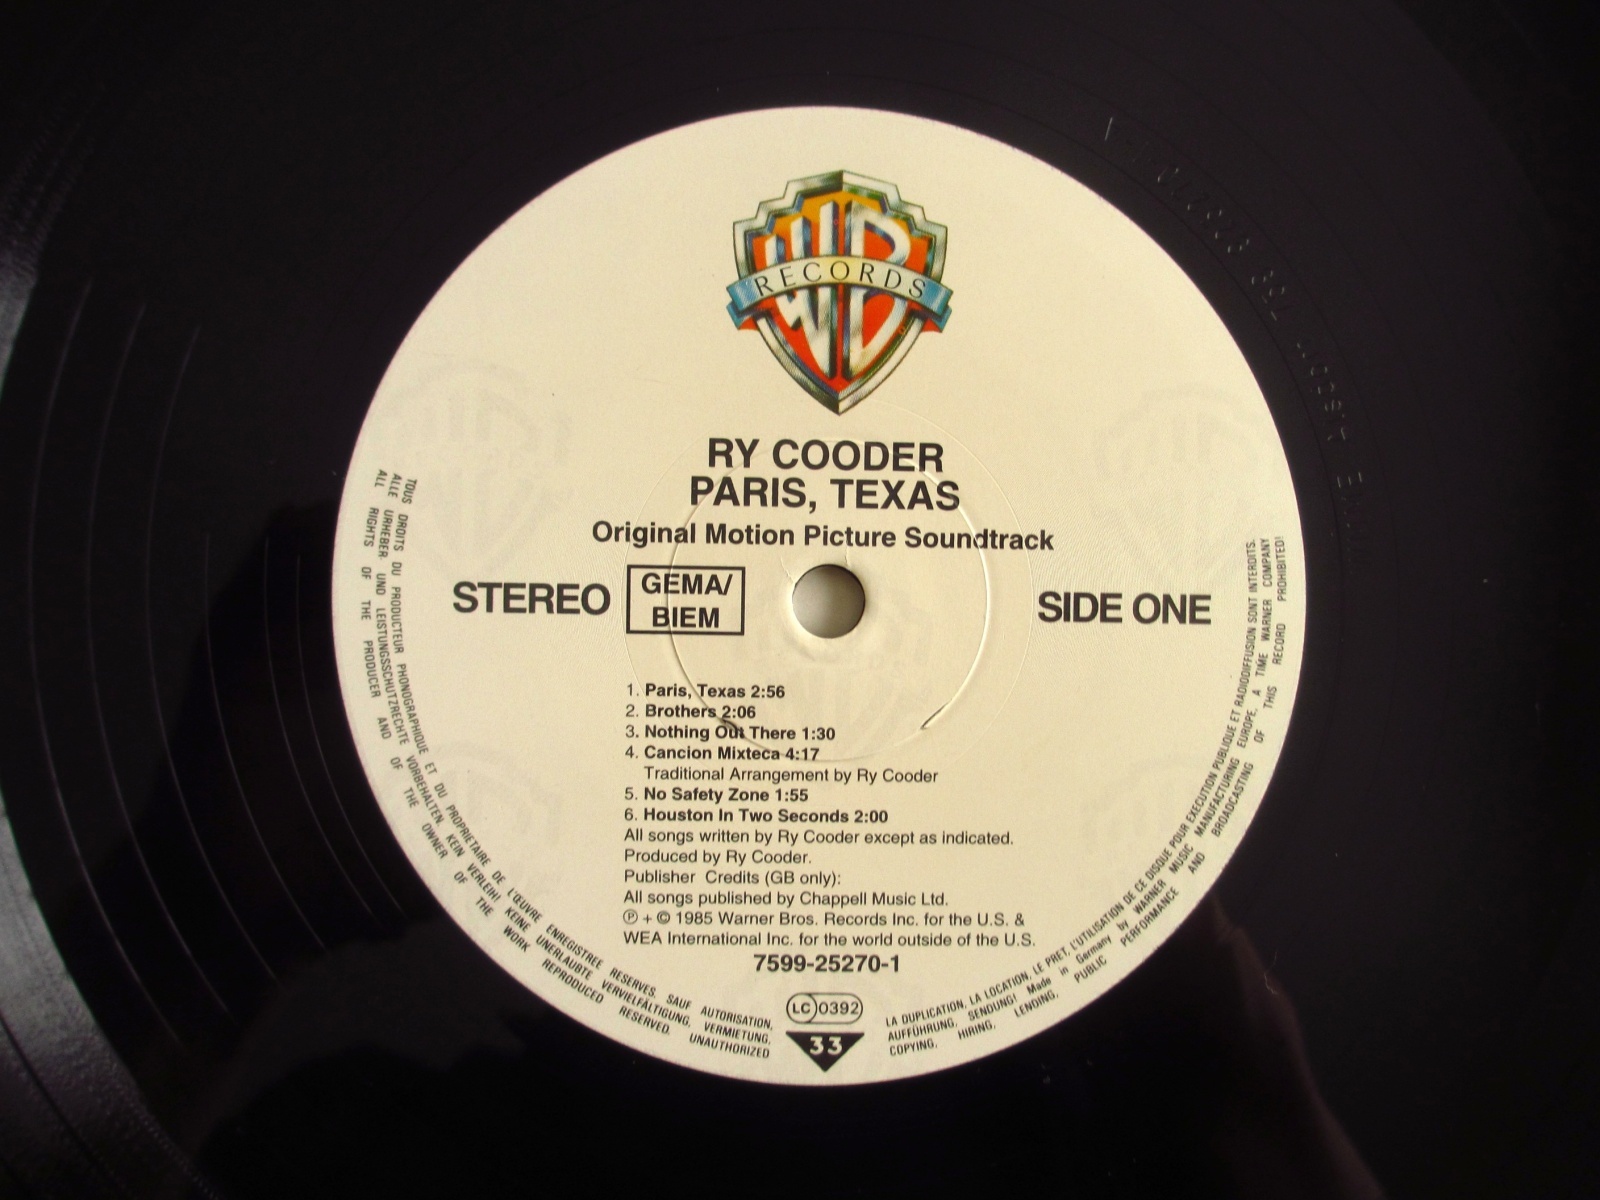 WB
RECORDS
RY COODER
PARIS, TEXAS
Original Motion Picture Soundtrack
STEREO
GEMA/
BIEM
SIDE ONE
1. Paris, Texas 2:56
2. Brothers 2:06
3. Nothing Out There 1:30
4. Cancion Mixteca 4:17
Traditional Arrangement by Ry Cooder
5. No Safety Zone 1:55
6. Houston In Two Seconds 2:00
All songs written by Ry Cooder except as indicated.
Produced by Ry Cooder.
Publisher Credits (GB only):
All songs published by Chappell Music Ltd.
℗ + © 1985 Warner Bros. Records Inc. for the U.S. &
WEA International Inc. for the world outside of the U.S.
7599-25270-1
LC 0392
33
TOUS DROITS DU PRODUCTEUR PHONOGRAPHIQUE ET DU PROPRIETAIRE DE L'ŒUVRE ENREGISTREE RESERVES. SAUF AUTORISATION, LA DUPLICATION, LA LOCATION, LE PRET, L'UTILISATION DE CE DISQUE POUR EXECUTION PUBLIQUE ET RADIODIFFUSION SONT INTERDITS.
ALLE URHEBER UND LEISTUNGSSCHUTZRECHTE VORBEHALTEN. KEIN VERLEIH! KEINE UNERLAUBTE VERVIELFÄLTIGUNG, VERMIETUNG, AUFFÜHRUNG, SENDUNG! Made in Germany by WARNER MUSIC MANUFACTURING EUROPE, A TIME WARNER COMPANY
ALL RIGHTS OF THE PRODUCER AND OF THE OWNER OF THE WORK REPRODUCED RESERVED. UNAUTHORIZED COPYING, HIRING, LENDING, PUBLIC PERFORMANCE AND BROADCASTING OF THIS RECORD PROHIBITED!